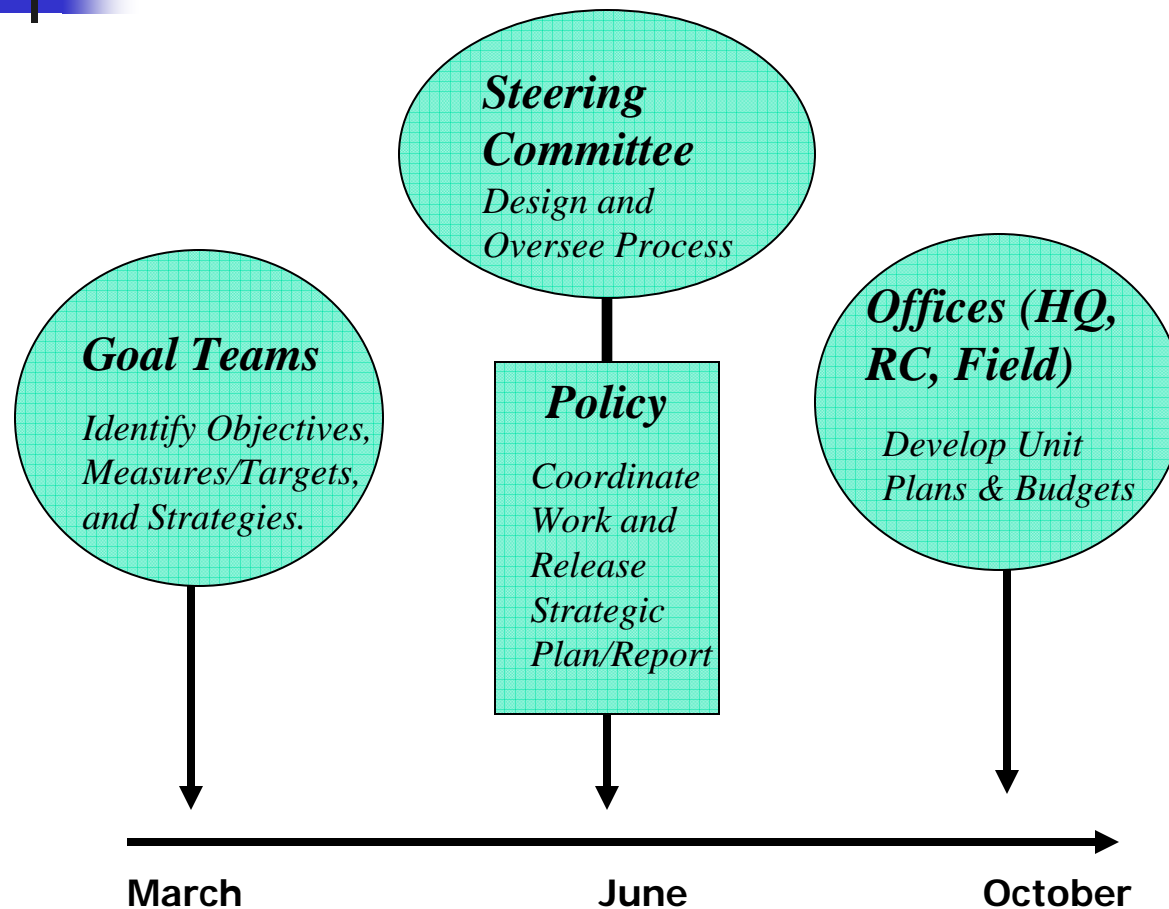 Steering
Committee
Design and
Oversee Process
Goal Teams
Identify Objectives,
Measures/Targets,
and Strategies.
Policy
Coordinate
Work and
Release
Strategic
Plan/Report
Offices (HQ,
RC, Field)
Develop Unit
Plans & Budgets
March
June
October